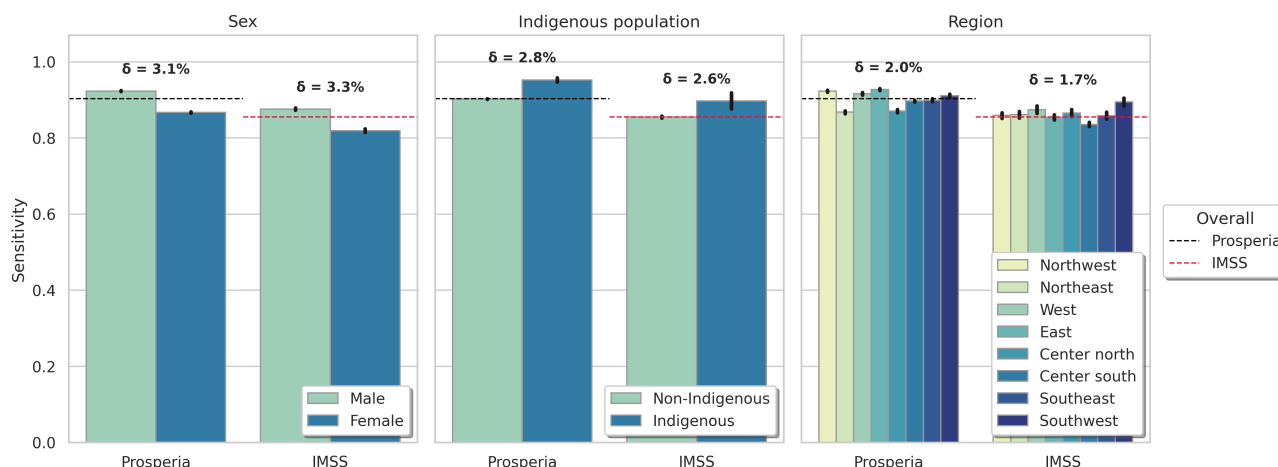 Sex
Indigenous population
Region
Sensitivity
1.0
0.8
0.6
0.4
0.2
0.0
δ = 3.1%
δ = 3.3%
δ = 2.8%
δ = 2.6%
δ = 2.0%
δ = 1.7%
Male
Female
Non-Indigenous
Indigenous
Northwest
Northeast
West
East
Center north
Center south
Southeast
Southwest
Overall
Prosperia
IMSS
Prosperia
IMSS
Prosperia
IMSS
Prosperia
IMSS